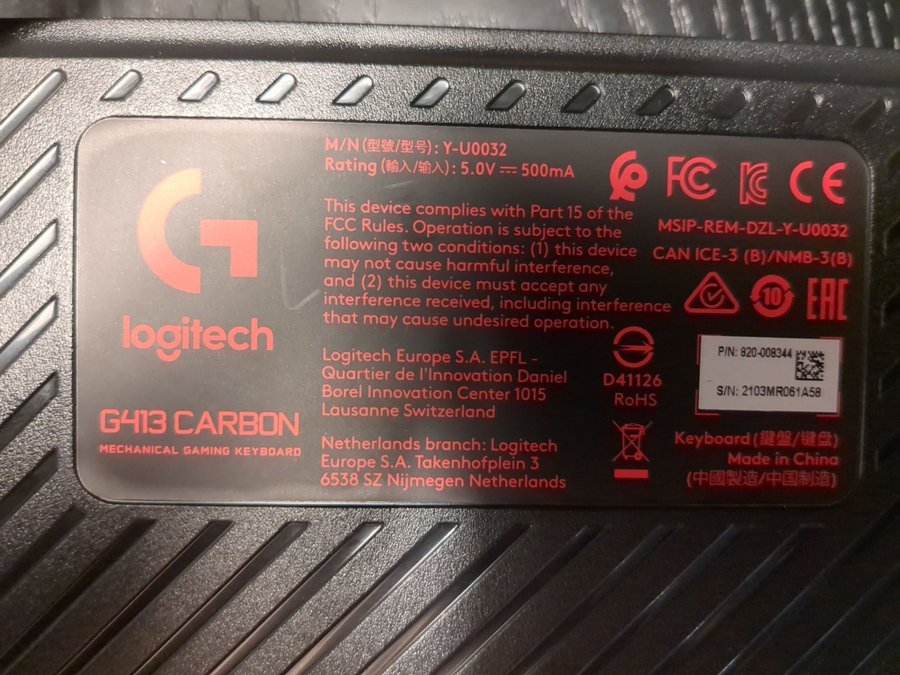 G
logitech
G413 CARBON
MECHANICAL GAMING KEYBOARD
M/N (型號/型号) : Y-U0032
Rating (輸入/输入) : 5.0V ⎓ 500mA
This device complies with Part 15 of the
FCC Rules. Operation is subject to the
following two conditions: (1) this device
may not cause harmful interference,
and (2) this device must accept any
interference received, including interference
that may cause undesired operation.
Logitech Europe S.A. EPFL -
Quartier de l'Innovation Daniel
Borel Innovation Center 1015
Lausanne Switzerland
Netherlands branch: Logitech
Europe S.A. Takenhofplein 3
6538 SZ Nijmegen Netherlands
FC KC CE
MSIP-REM-DZL-Y-U0032
CAN ICE-3 (B)/NMB-3(B)
10 EAC
D41126
RoHS
P/N: 820-008344
S/N: 2103MR061A58
Keyboard (鍵盤/键盘)
Made in China
(中國製造/中国制造)